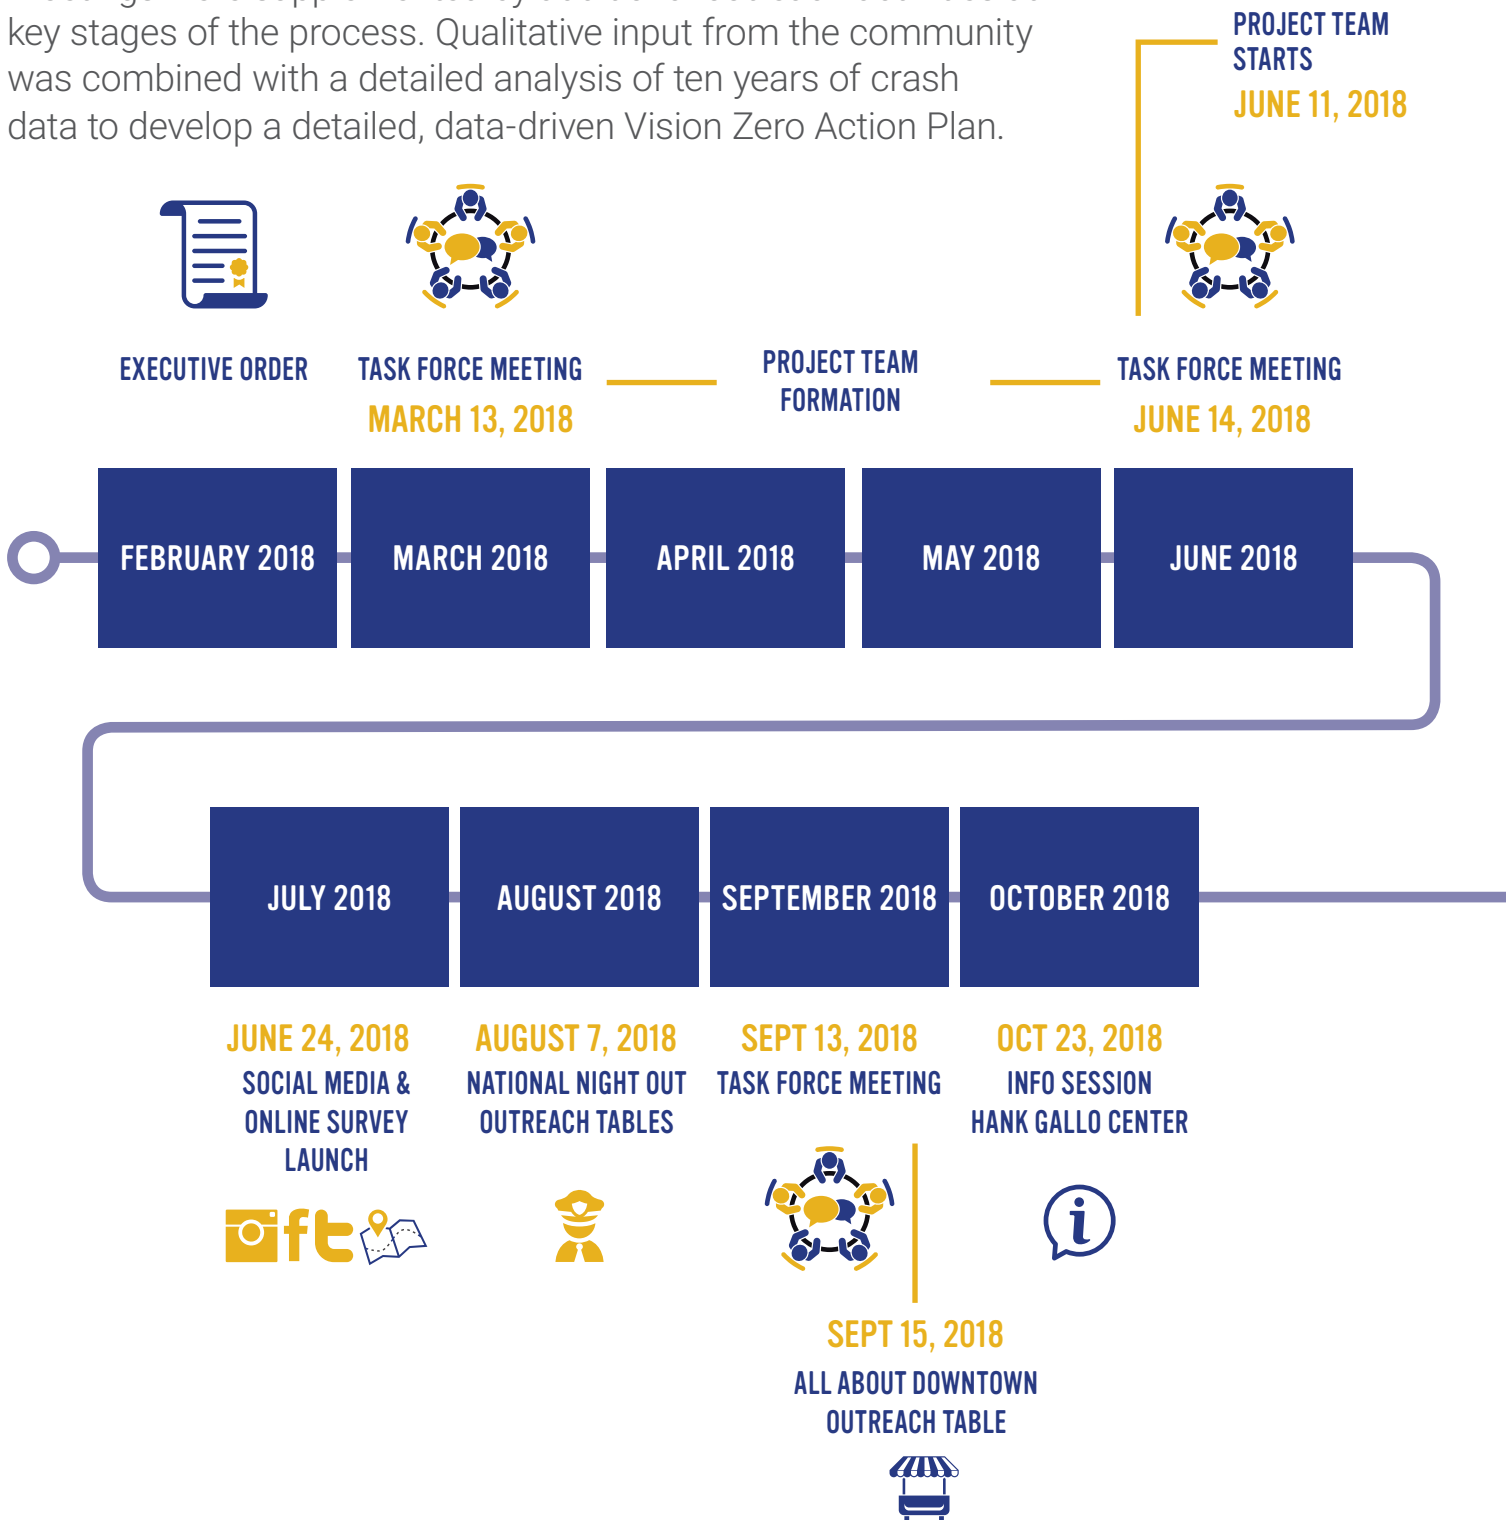 key stages of the process. Qualitative input from the community
was combined with a detailed analysis of ten years of crash
data to develop a detailed, data-driven Vision Zero Action Plan.
PROJECT TEAM
STARTS
JUNE 11, 2018
EXECUTIVE ORDER
TASK FORCE MEETING
MARCH 13, 2018
PROJECT TEAM
FORMATION
TASK FORCE MEETING
JUNE 14, 2018
FEBRUARY 2018
MARCH 2018
APRIL 2018
MAY 2018
JUNE 2018
JULY 2018
AUGUST 2018
SEPTEMBER 2018
OCTOBER 2018
JUNE 24, 2018
SOCIAL MEDIA &
ONLINE SURVEY
LAUNCH
AUGUST 7, 2018
NATIONAL NIGHT OUT
OUTREACH TABLES
SEPT 13, 2018
TASK FORCE MEETING
OCT 23, 2018
INFO SESSION
HANK GALLO CENTER
SEPT 15, 2018
ALL ABOUT DOWNTOWN
OUTREACH TABLE